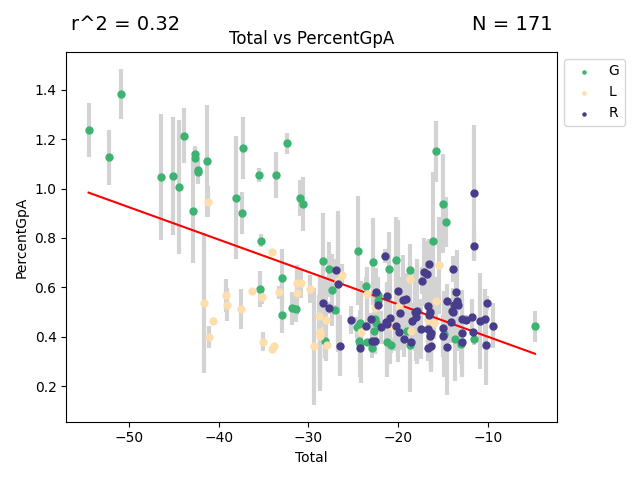 r^2 = 0.32
N = 171
Total vs PercentGpA
G
L
R
PercentGpA
1.4
1.2
1.0
0.8
0.6
0.4
0.2
−50
−40
−30
−20
−10
Total